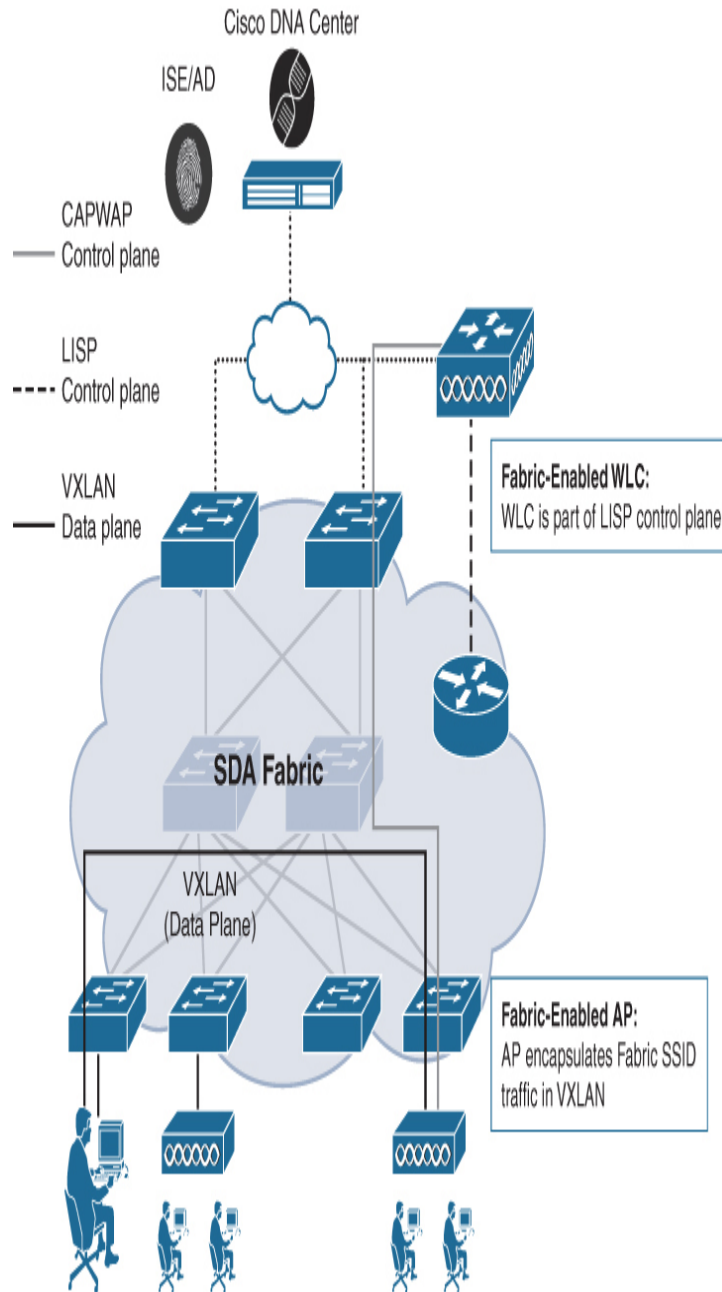 Cisco DNA Center
ISE/AD
CAPWAP
Control plane
LISP
Control plane
VXLAN
Data plane
Fabric-Enabled WLC:
WLC is part of LISP control plane
SDA Fabric
VXLAN
(Data Plane)
Fabric-Enabled AP:
AP encapsulates Fabric SSID
traffic in VXLAN